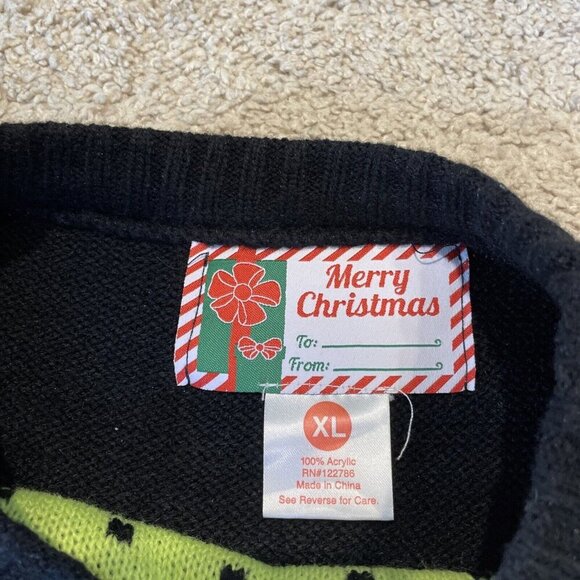 Merry
Christmas
To:
From:
XL
100% Acrylic
RN#122786
Made in China
See Reverse for Care.